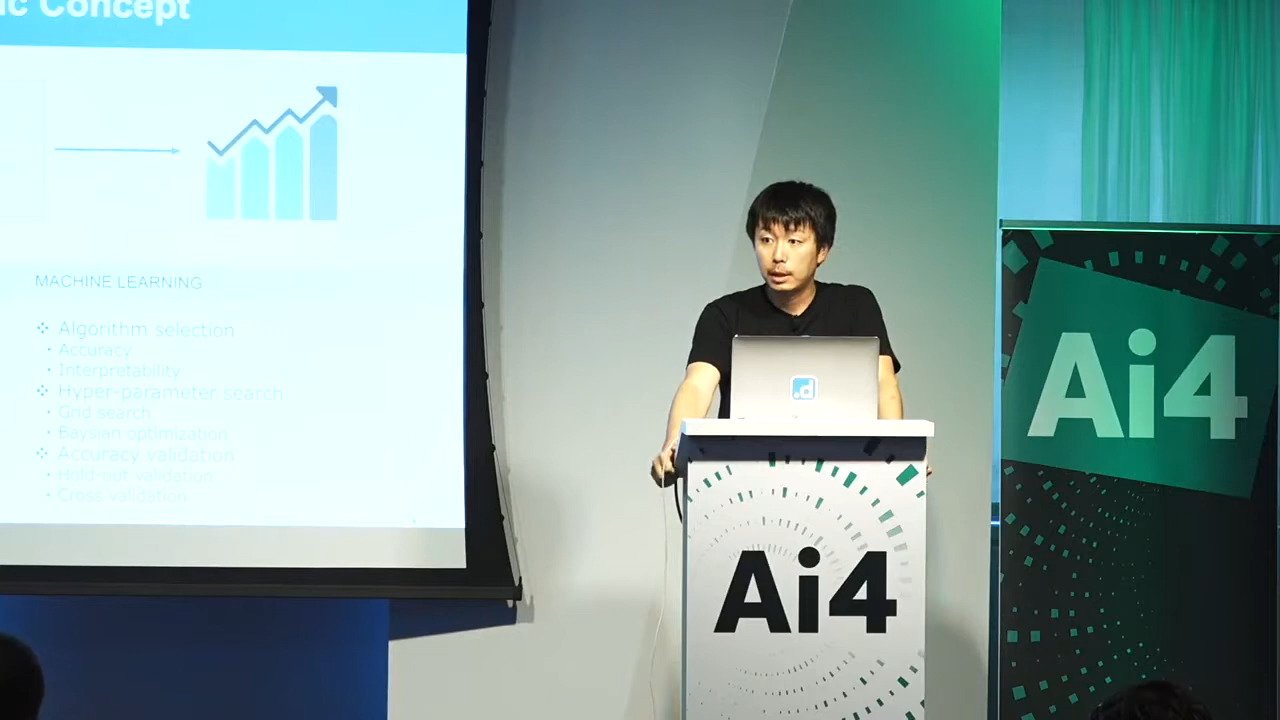 ic Concept
MACHINE LEARNING
❖ Algorithm selection
• Accuracy
• Interpretability
❖ Hyper-parameter search
• Grid search
• Baysian optimization
❖ Accuracy validation
• Hold-out validation
• Cross validation
.d
Ai4
Ai4